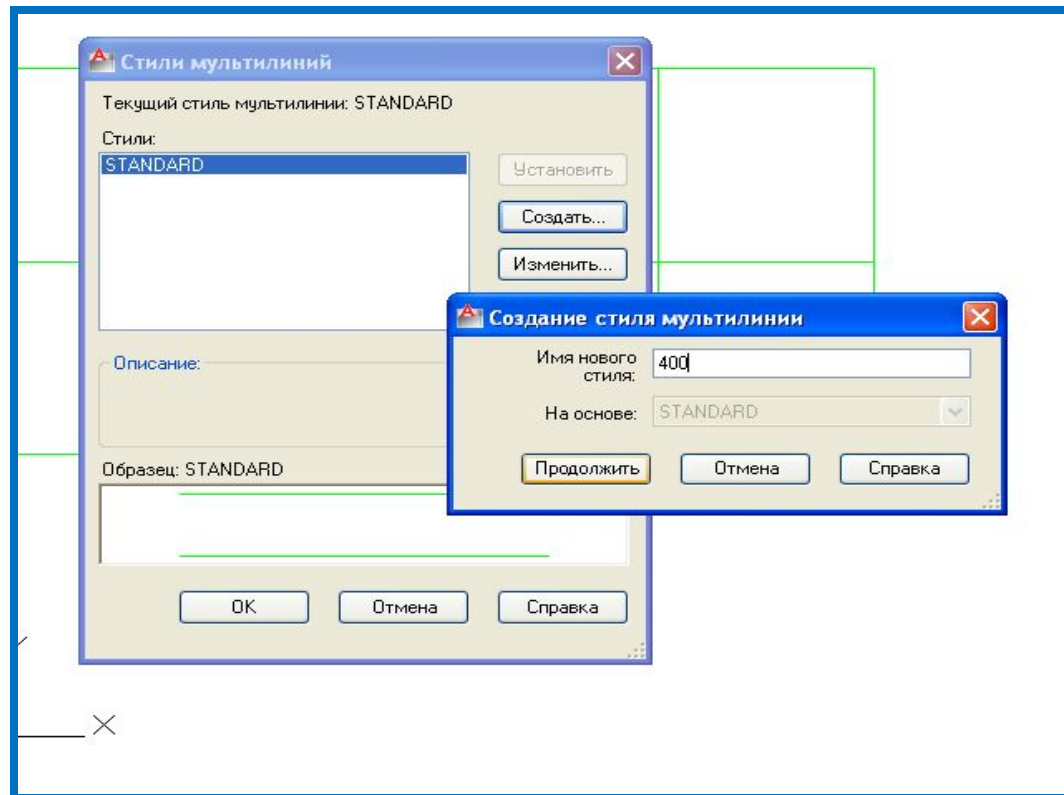 Стили мультилиний
Текущий стиль мультилинии: STANDARD
Стили:
STANDARD
Установить
Создать...
Изменить...
Описание:
Образец: STANDARD
OK
Отмена
Справка
Создание стиля мультилинии
Имя нового
стиля:
400
На основе:
STANDARD
Продолжить
Отмена
Справка
X